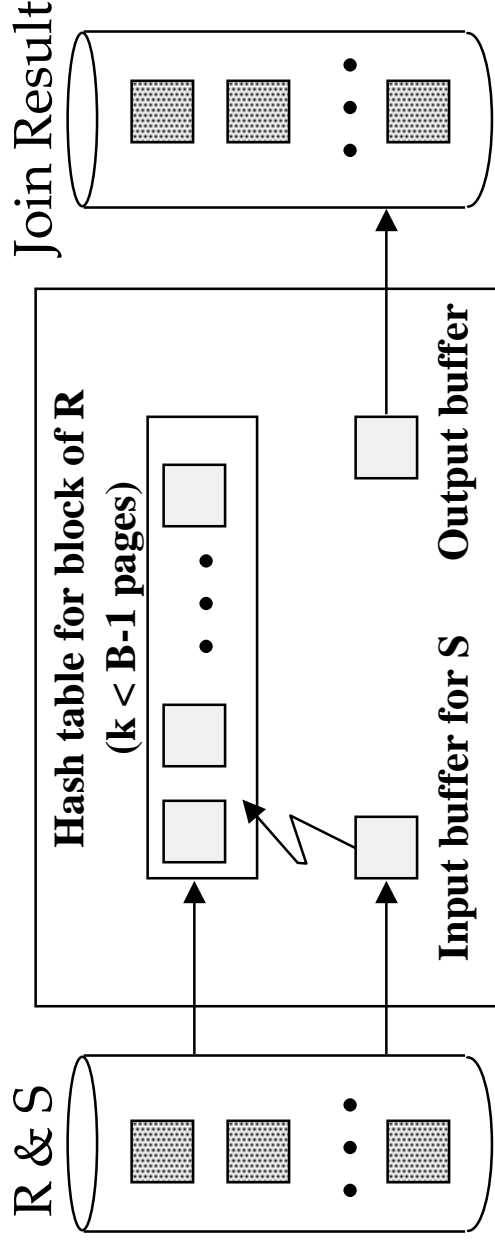 R & S
Hash table for block of R
(k < B-1 pages)
Input buffer for S
Output buffer
Join Result